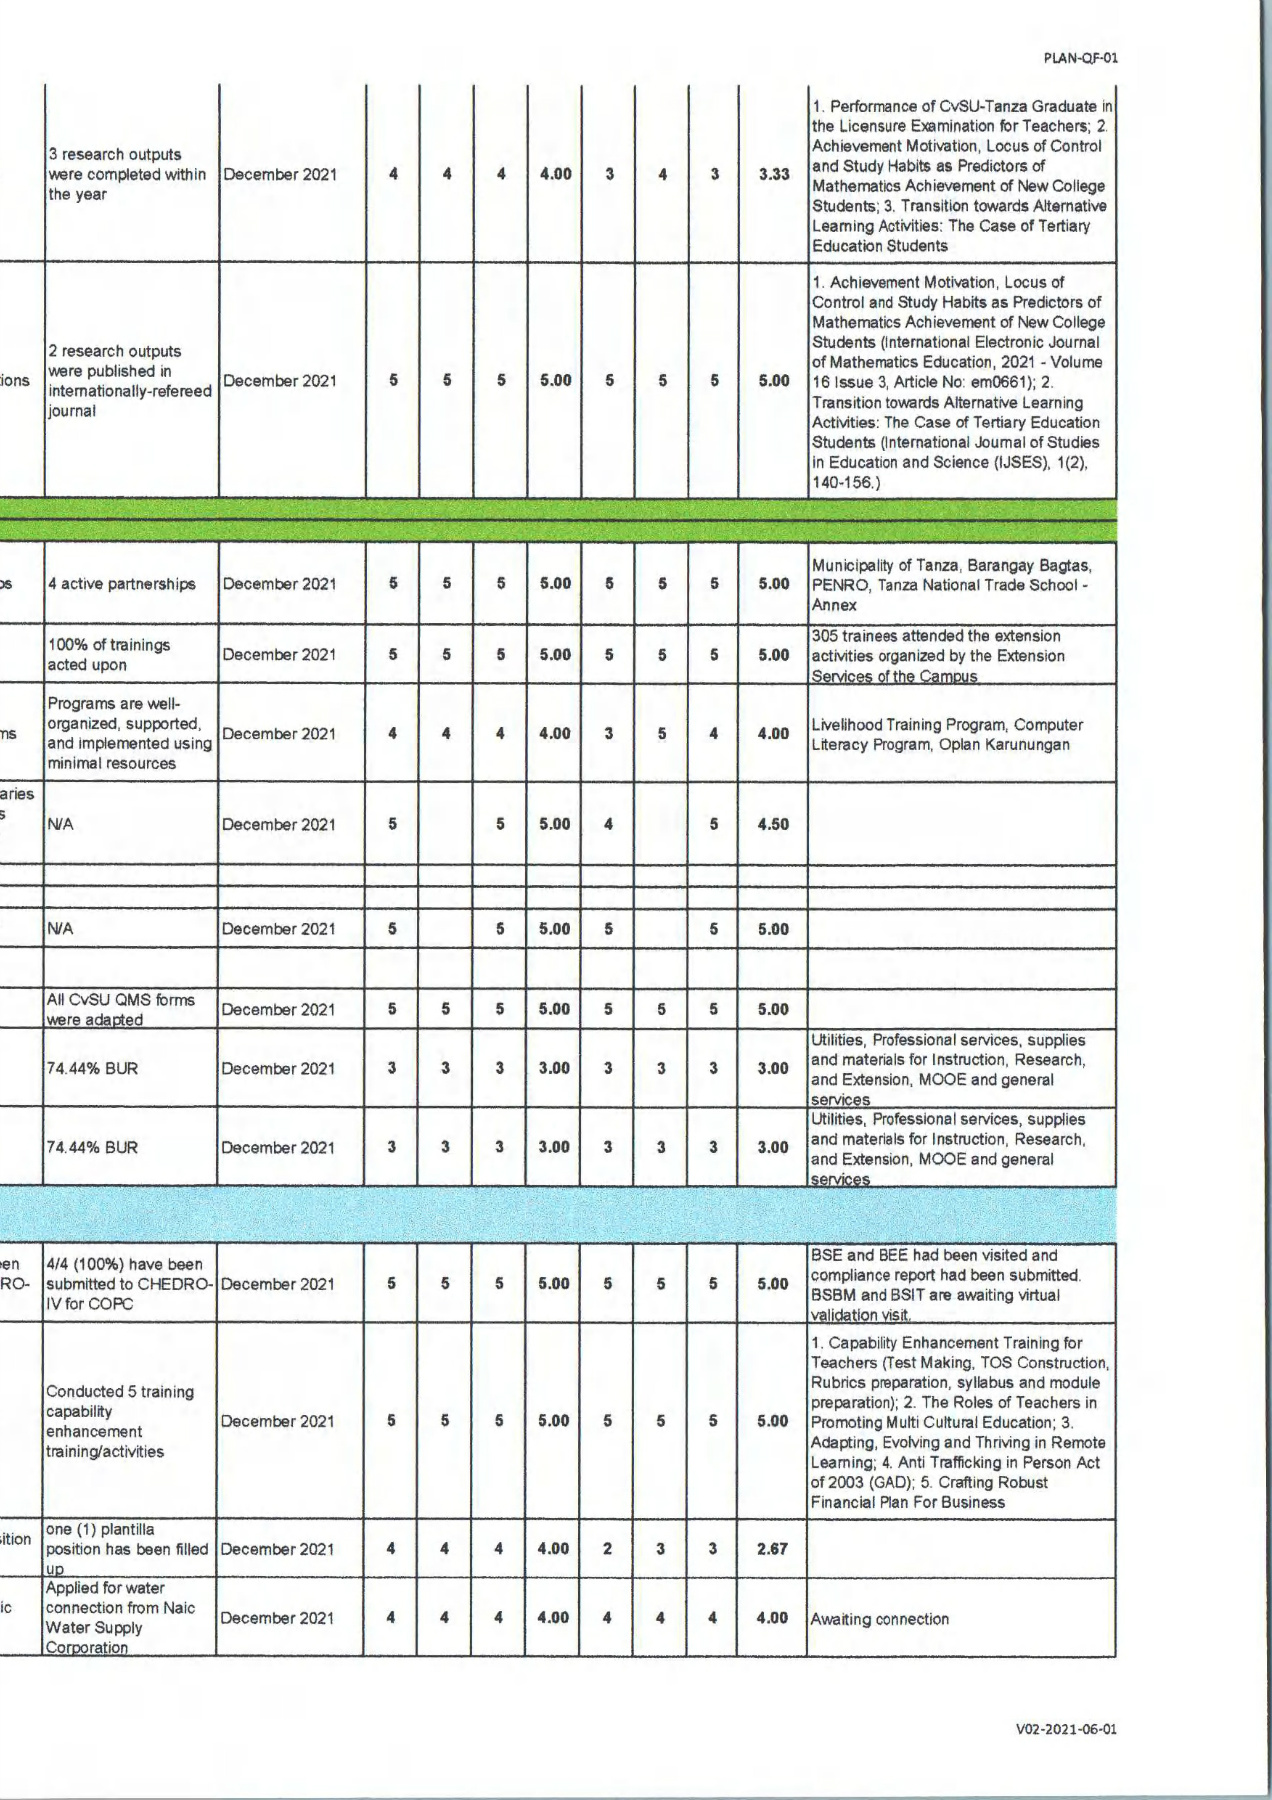 PLAN-QF-01
3 research outputs
were completed within
the year
December 2021
4 4 4 4.00 3 4 3 3.33
1. Performance of CvSU-Tanza Graduate in
the Licensure Examination for Teachers; 2.
Achievement Motivation, Locus of Control
and Study Habits as Predictors of
Mathematics Achievement of New College
Students; 3. Transition towards Alternative
Learning Activities: The Case of Tertiary
Education Students
ions
2 research outputs
were published in
internationally-refereed
journal
December 2021
5 5 5 5.00 5 5 5 5.00
1. Achievement Motivation, Locus of
Control and Study Habits as Predictors of
Mathematics Achievement of New College
Students (International Electronic Journal
of Mathematics Education, 2021 - Volume
16 Issue 3, Article No: em0661); 2.
Transition towards Alternative Learning
Activities: The Case of Tertiary Education
Students (International Journal of Studies
in Education and Science (IJSES), 1(2),
140-156.)
os
4 active partnerships
December 2021
5 5 5 5.00 5 5 5 5.00
Municipality of Tanza, Barangay Bagtas,
PENRO, Tanza National Trade School -
Annex
100% of trainings
acted upon
December 2021
5 5 5 5.00 5 5 5 5.00
305 trainees attended the extension
activities organized by the Extension
Services of the Campus
ms
Programs are well-
organized, supported,
and implemented using
minimal resources
December 2021
4 4 4 4.00 3 5 4 4.00
Livelihood Training Program, Computer
Literacy Program, Oplan Karunungan
aries
s
N/A
December 2021
5 5 5.00 4 5 4.50
N/A
December 2021
5 5 5.00 5 5 5.00
All CvSU QMS forms
were adapted
December 2021
5 5 5 5.00 5 5 5 5.00
74.44% BUR
December 2021
3 3 3 3.00 3 3 3 3.00
Utilities, Professional services, supplies
and materials for Instruction, Research,
and Extension, MOOE and general
services
74.44% BUR
December 2021
3 3 3 3.00 3 3 3 3.00
Utilities, Professional services, supplies
and materials for Instruction, Research,
and Extension, MOOE and general
services
en
RO-
4/4 (100%) have been
submitted to CHEDRO-
IV for COPC
December 2021
5 5 5 5.00 5 5 5 5.00
BSE and BEE had been visited and
compliance report had been submitted.
BSBM and BSIT are awaiting virtual
validation visit.
Conducted 5 training
capability
enhancement
training/activities
December 2021
5 5 5 5.00 5 5 5 5.00
1. Capability Enhancement Training for
Teachers (Test Making, TOS Construction,
Rubrics preparation, syllabus and module
preparation); 2. The Roles of Teachers in
Promoting Multi Cultural Education; 3.
Adapting, Evolving and Thriving in Remote
Learning; 4. Anti Trafficking in Person Act
of 2003 (GAD); 5. Crafting Robust
Financial Plan For Business
ition
one (1) plantilla
position has been filled
up
December 2021
4 4 4 4.00 2 3 3 2.67
ic
Applied for water
connection from Naic
Water Supply
Corporation
December 2021
4 4 4 4.00 4 4 4 4.00
Awaiting connection
V02-2021-06-01